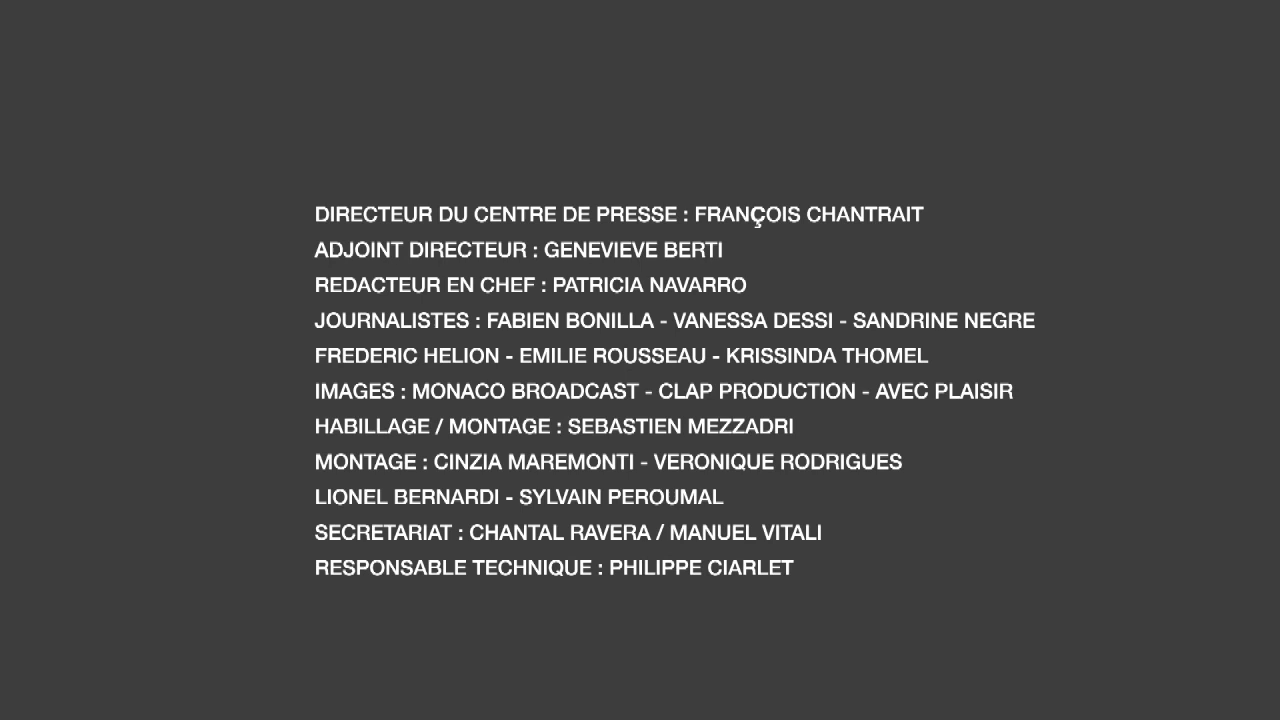 DIRECTEUR DU CENTRE DE PRESSE : FRANÇOIS CHANTRAIT
ADJOINT DIRECTEUR : GENEVIEVE BERTI
REDACTEUR EN CHEF : PATRICIA NAVARRO
JOURNALISTES : FABIEN BONILLA - VANESSA DESSI - SANDRINE NEGRE
FREDERIC HELION - EMILIE ROUSSEAU - KRISSINDA THOMEL
IMAGES : MONACO BROADCAST - CLAP PRODUCTION - AVEC PLAISIR
HABILLAGE / MONTAGE : SEBASTIEN MEZZADRI
MONTAGE : CINZIA MAREMONTI - VERONIQUE RODRIGUES
LIONEL BERNARDI - SYLVAIN PEROUMAL
SECRETARIAT : CHANTAL RAVERA / MANUEL VITALI
RESPONSABLE TECHNIQUE : PHILIPPE CIARLET